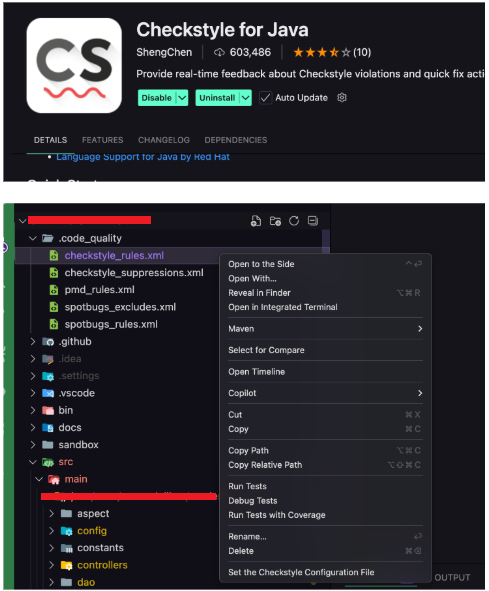 CS
Checkstyle for Java
ShengChen 603,486 (10)
Provide real-time feedback about Checkstyle violations and quick fix acti
Disable Uninstall Auto Update
DETAILS FEATURES CHANGELOG DEPENDENCIES
Language Support for Java by Red Hat
.code_quality
checkstyle_rules.xml
checkstyle_suppressions.xml
pmd_rules.xml
spotbugs_excludes.xml
spotbugs_rules.xml
.github
.idea
.settings
.vscode
bin
docs
sandbox
src
main
aspect
config
constants
controllers
dao
Open to the Side ^⏎
Open With...
Reveal in Finder ⌥⌘R
Open in Integrated Terminal
Maven
Select for Compare
Open Timeline
Copilot
Cut ⌘X
Copy ⌘C
Copy Path ⌥⌘C
Copy Relative Path ⌥⇧⌘C
Run Tests
Debug Tests
Run Tests with Coverage
Rename... ⏎
Delete ⌘⌫
Set the Checkstyle Configuration File
OUTPUT